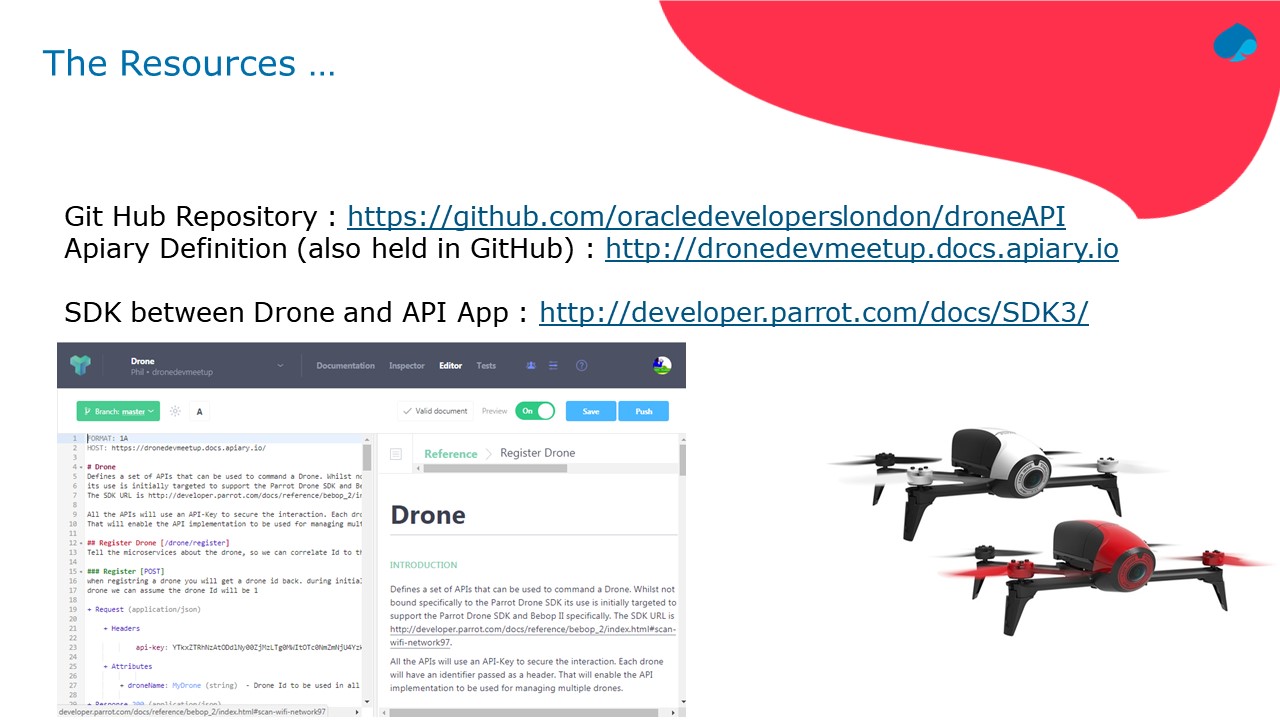 The Resources …
Git Hub Repository : https://github.com/oracledeveloperslondon/droneAPI
Apiary Definition (also held in GitHub) : http://dronedevmeetup.docs.apiary.io
SDK between Drone and API App : http://developer.parrot.com/docs/SDK3/
Drone
Phil • dronedevmeetup
Documentation Inspector Editor Tests
Branch: master A Valid document Preview On Save Push
1 FORMAT: 1A
2 HOST: https://dronedevmeetup.docs.apiary.io/
3
4 # Drone
5 Defines a set of APIs that can be used to command a Drone. Whilst
6 its use is initially targeted to support the Parrot Drone SDK and
7 The SDK URL is http://developer.parrot.com/docs/reference/bebop_2/
8
9 All the APIs will use an API-Key to secure the interaction. Each
10 That will enable the API implementation to be used for managing
11
12 ## Register Drone [/drone/register]
13 Tell the microservices about the drone, so we can correlate Id to
14
15 ### Register [POST]
16 when registring a drone you will get a drone id back. during
17 drone we can assume the drone Id will be 1
18
19 + Request (application/json)
20
21 + Headers
22
23 api-key:
24
25 + Attributes
26
27 + droneName: MyDrone (string) - Drone Id to be used in all
28
29 + Response 200 (application/json)
developer.parrot.com/docs/reference/bebop_2/index.html#scan-wifi-network97
Reference Register Drone
Drone
INTRODUCTION
Defines a set of APIs that can be used to command a Drone. Whilst not
bound specifically to the Parrot Drone SDK its use is initially targeted to
support the Parrot Drone SDK and Bebop II specifically. The SDK URL is
http://developer.parrot.com/docs/reference/bebop_2/index.html#scan-
wifi-network97.
All the APIs will use an API-Key to secure the interaction. Each drone
will have an identifier passed as a header. That will enable the API
implementation to be used for managing multiple drones.